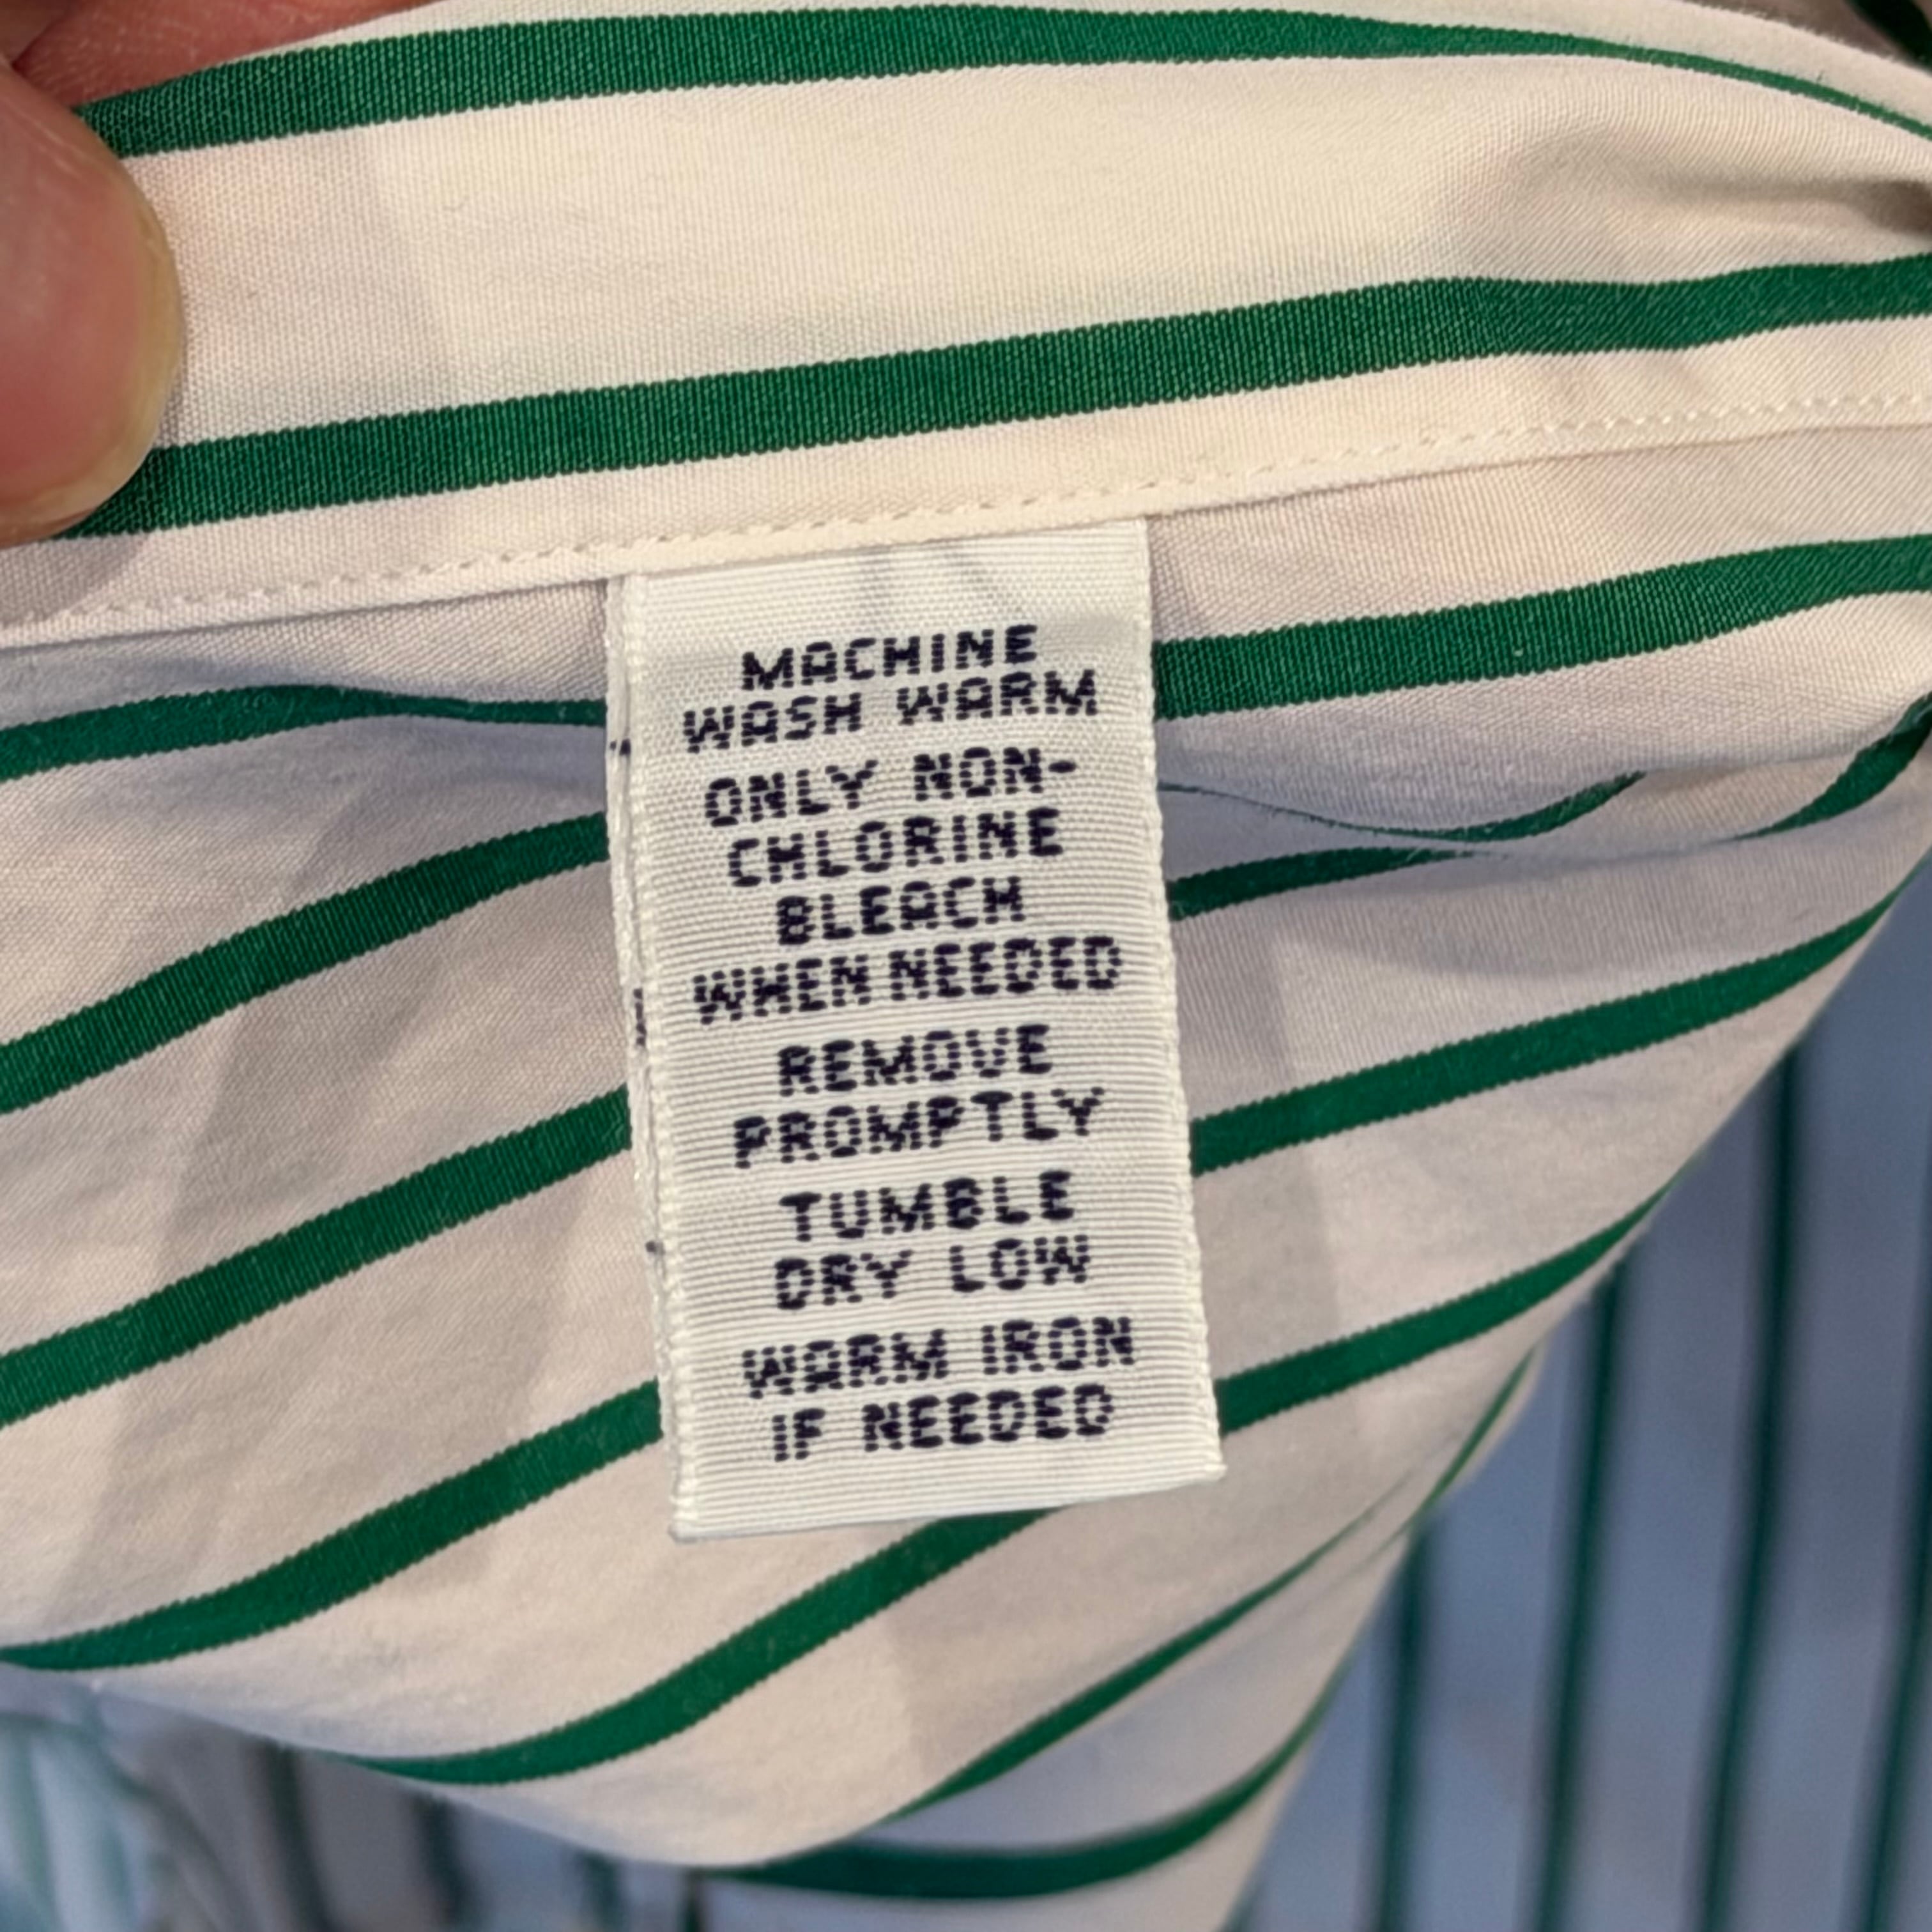 MACHINE
WASH WARM
ONLY NON-
CHLORINE
BLEACH
WHEN NEEDED
REMOVE
PROMPTLY
TUMBLE
DRY LOW
WARM IRON
IF NEEDED